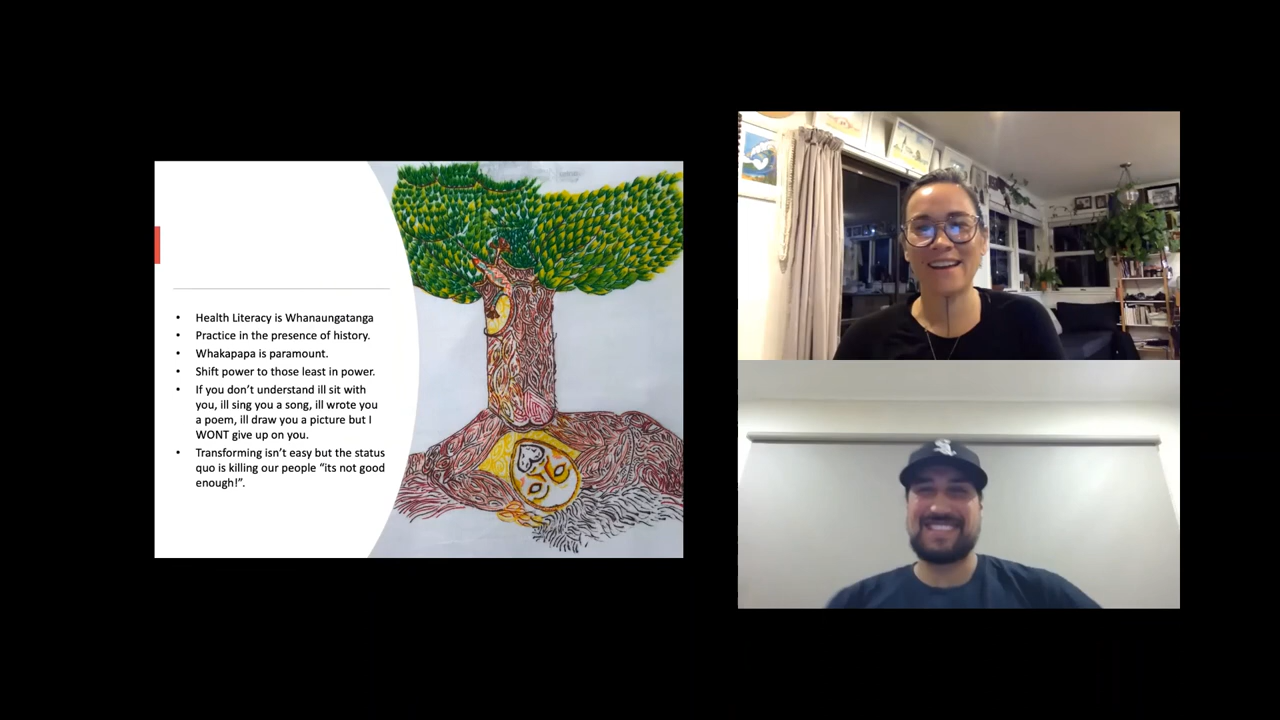 • Health Literacy is Whanaungatanga
• Practice in the presence of history.
• Whakapapa is paramount.
• Shift power to those least in power.
• If you don’t understand ill sit with
you, ill sing you a song, ill wrote you
a poem, ill draw you a picture but I
WONT give up on you.
• Transforming isn’t easy but the status
quo is killing our people “its not good
enough!”.